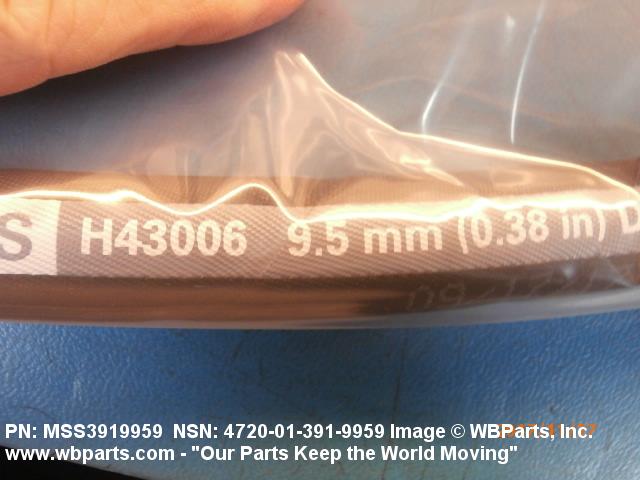 S H43006 9.5 mm (0.38 in)
PN: MSS3919959 NSN: 4720-01-391-9959 Image © WBParts, Inc.
www.wbparts.com - "Our Parts Keep the World Moving"